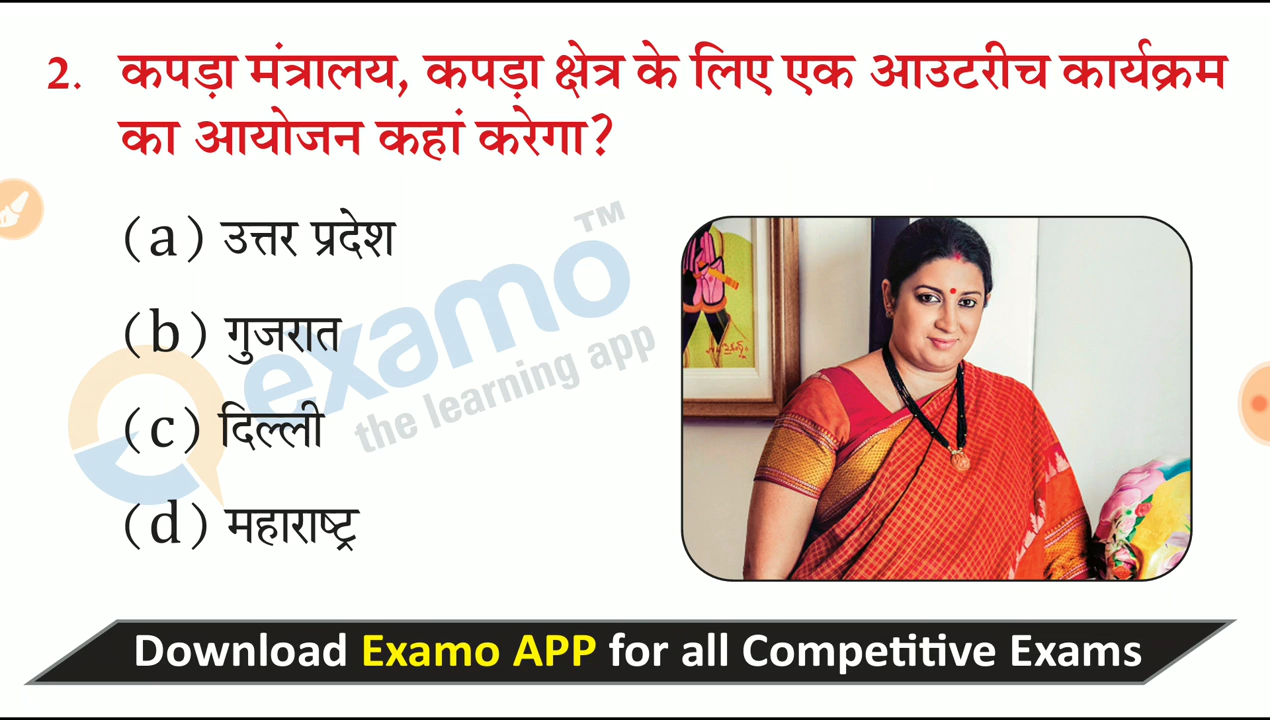 2. कपड़ा मंत्रालय, कपड़ा क्षेत्र के लिए एक आउटरीच कार्यक्रम
का आयोजन कहां करेगा?
(a) उत्तर प्रदेश
(b) गुजरात
(c) दिल्ली
(d) महाराष्ट्र
examo™
the learning app
Download Examo APP for all Competitive Exams